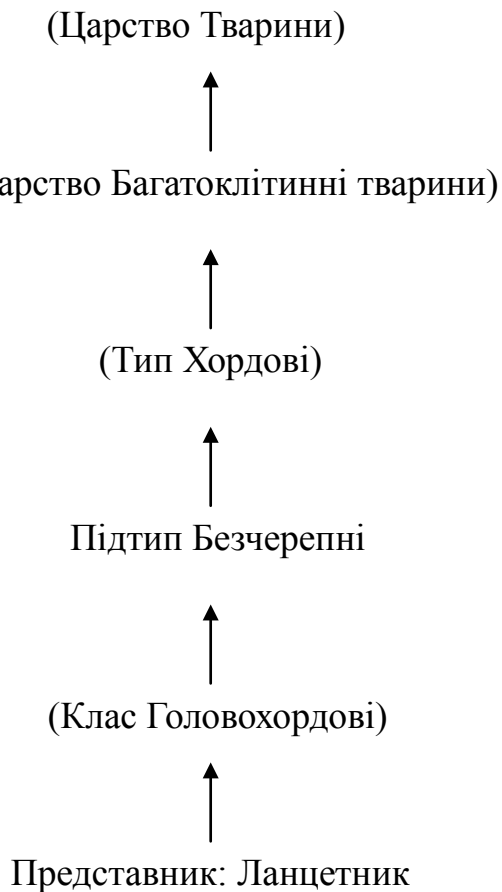 (Царство Тварини)
арство Багатоклітинні тварини)
(Тип Хордові)
Підтип Безчерепні
(Клас Головохордові)
Представник: Ланцетник